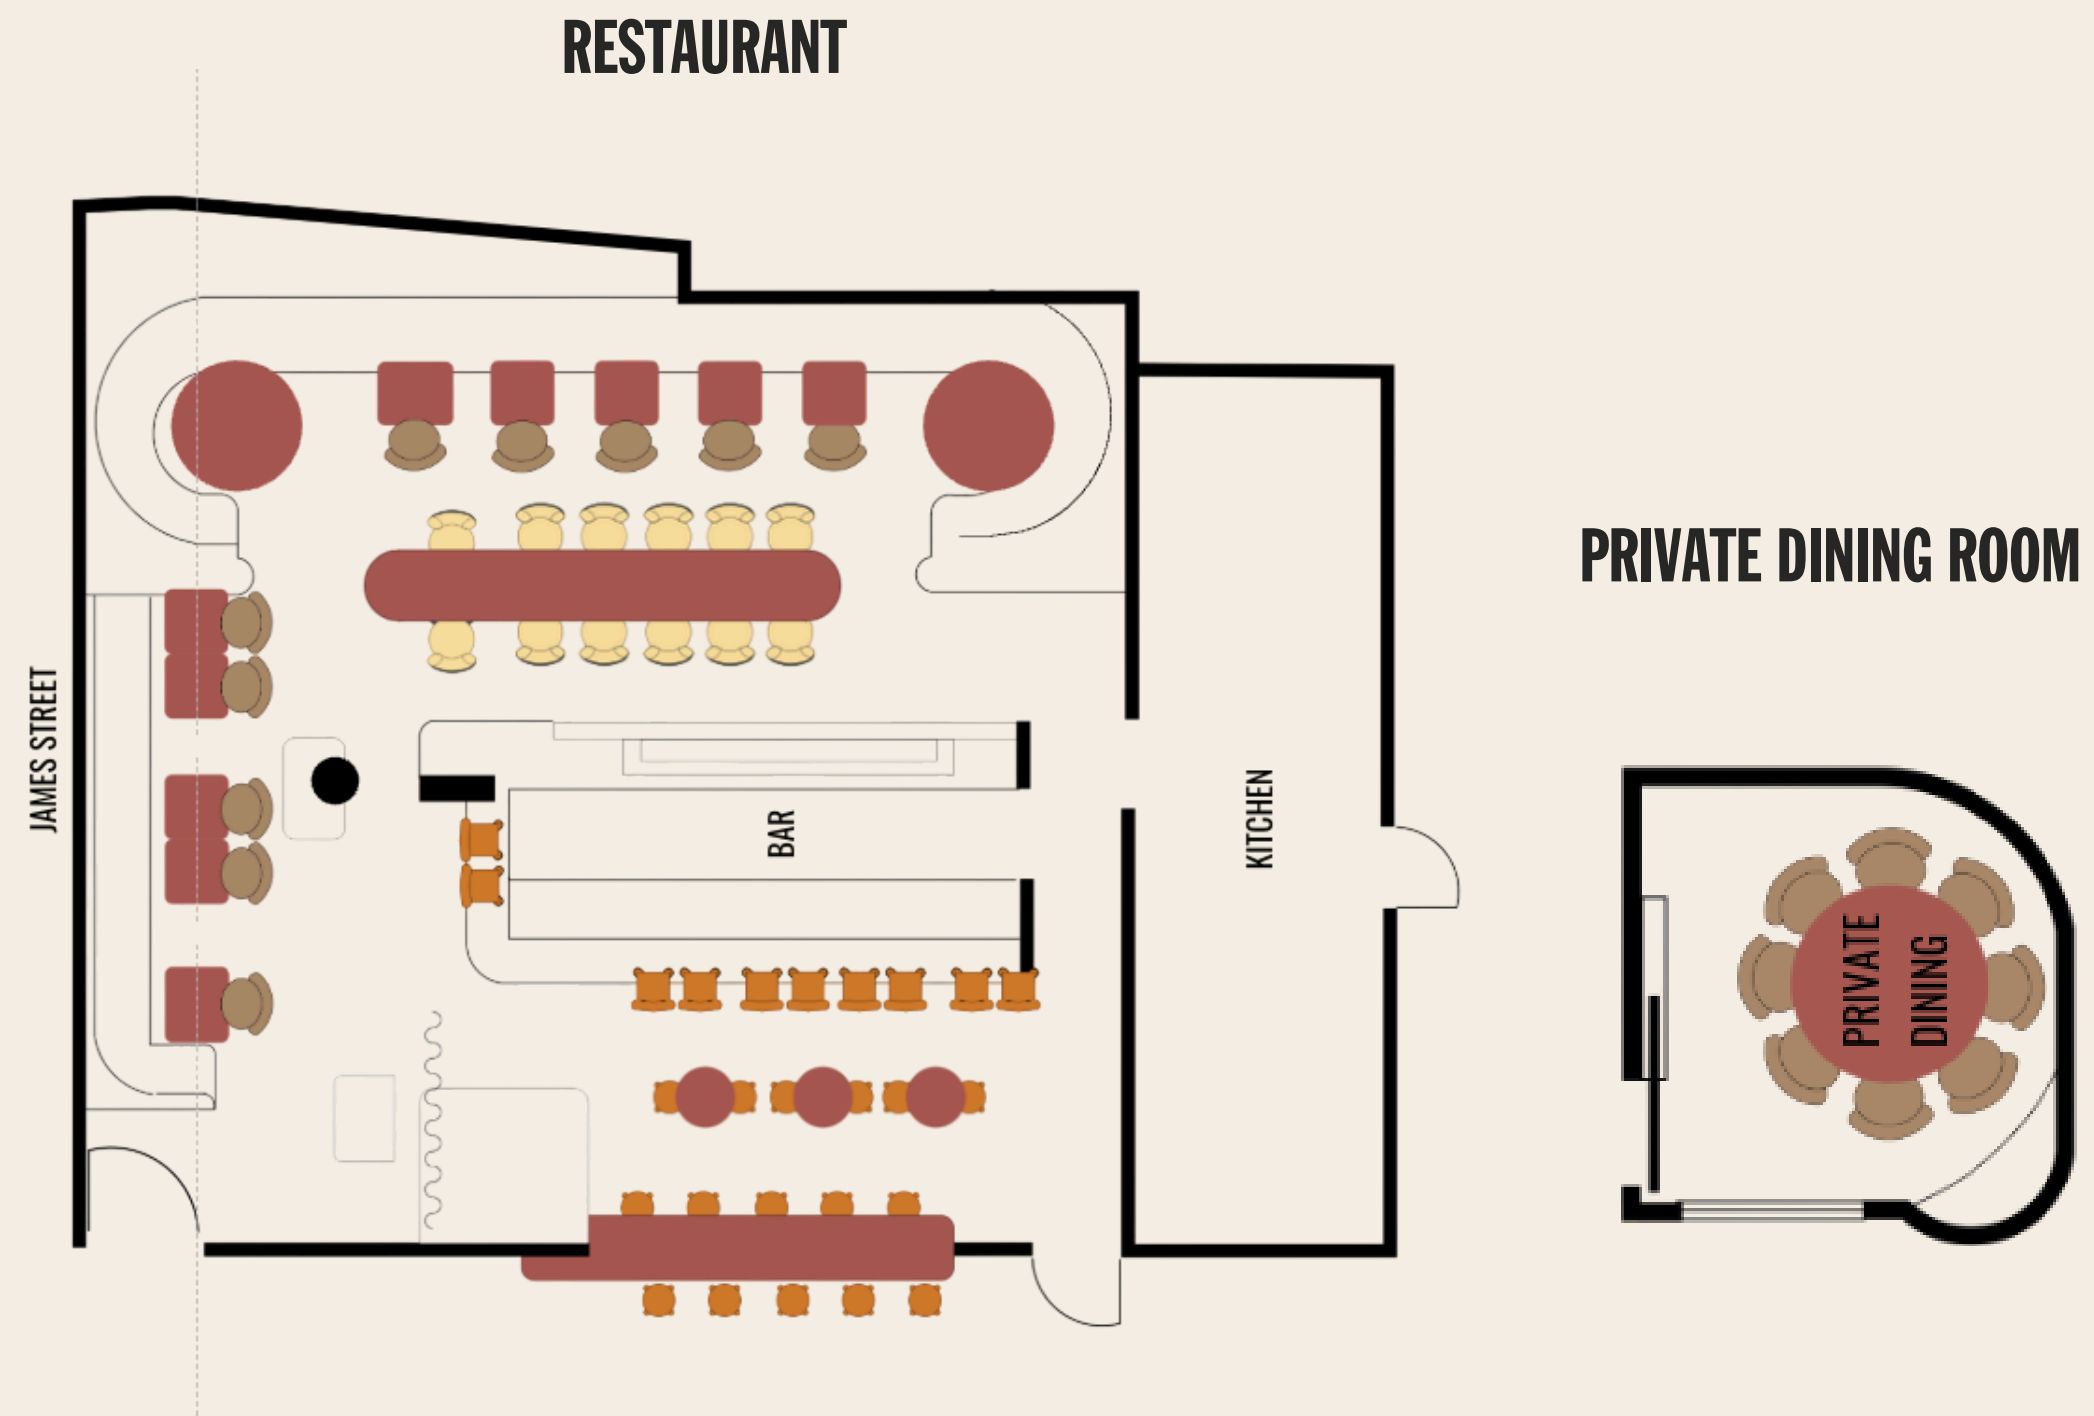 RESTAURANT
JAMES STREET
BAR
KITCHEN
PRIVATE DINING ROOM
PRIVATE
DINING